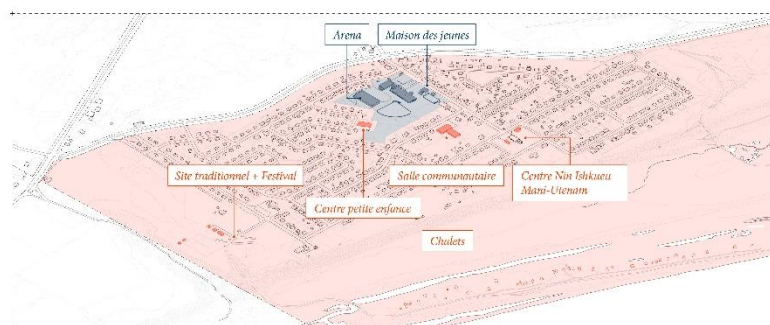 Arena
Maison des jeunes
Site traditionnel + Festival
Salle communautaire
Centre Nin Ishkueu
Mani-Utenam
Centre petite enfance
Chalets